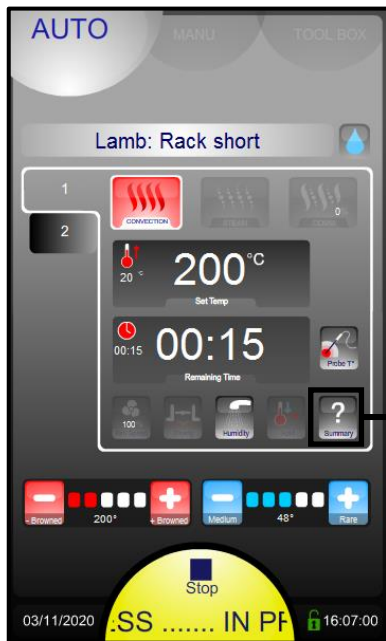 AUTO MANU TOOL BOX
Lamb: Rack short
1
2
CONVECTION STEAM COMBI 0
20 °c 200°C
Set Temp
00:15 00:15
Remaining Time
Probe T°
100 Humidity ? Summary
- Browned 200° + Browned Medium 48° Rare
Stop
03/11/2020 :SS ....... IN PF 16:07:00